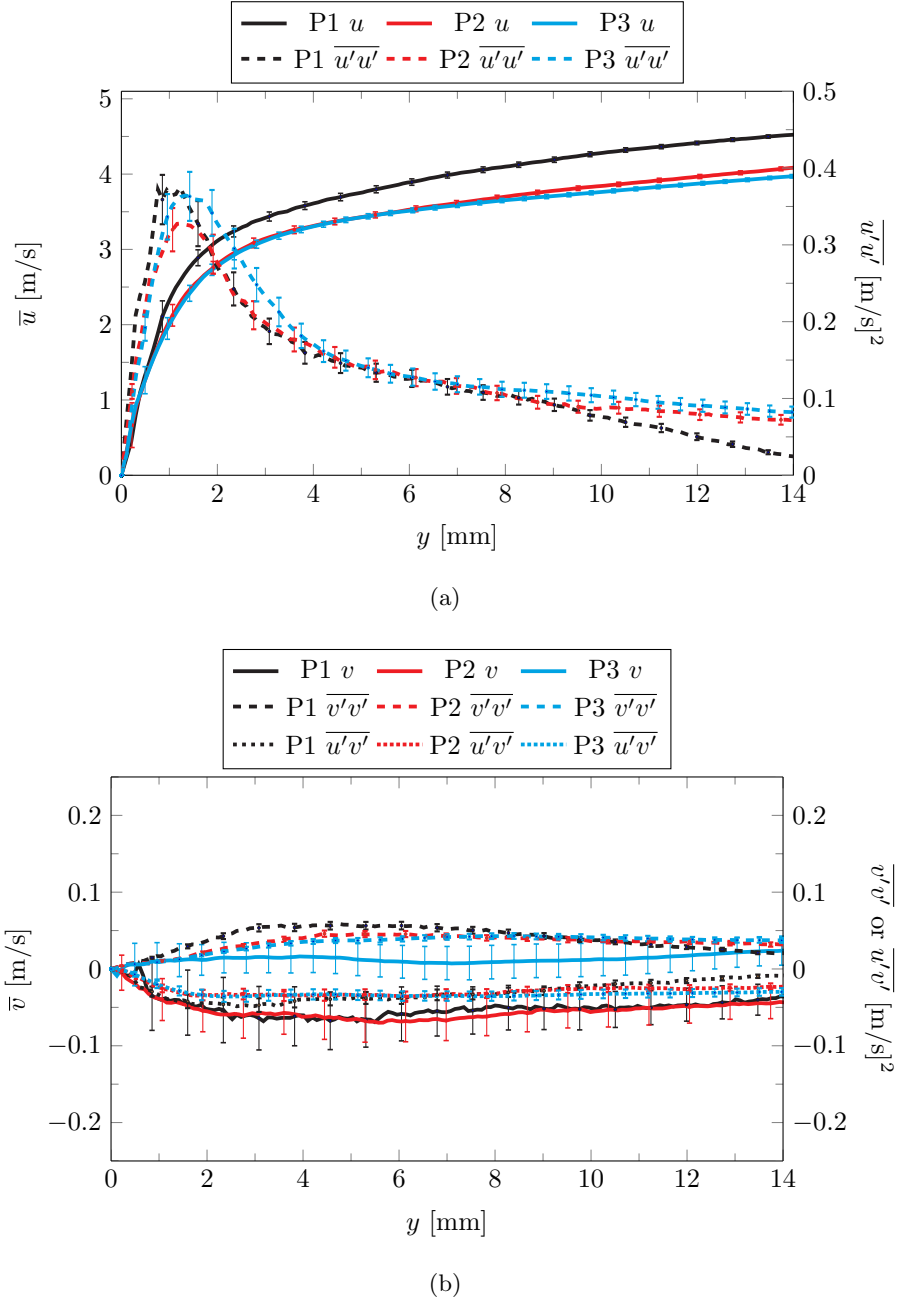 P1 u P2 u P3 u
P1 u′u′ P2 u′u′ P3 u′u′
5
4
3
2
1
0
0.5
0.4
0.3
0.2
0.1
0
0 2 4 6 8 10 12 14
u [m/s]
u′u′ [m/s]²
y [mm]
(a)
P1 v P2 v P3 v
P1 v′v′ P2 v′v′ P3 v′v′
P1 u′v′ P2 u′v′ P3 u′v′
0.2
0.1
0
−0.1
−0.2
0.2
0.1
0
−0.1
−0.2
0 2 4 6 8 10 12 14
v [m/s]
v′v′ or u′v′ [m/s]²
y [mm]
(b)